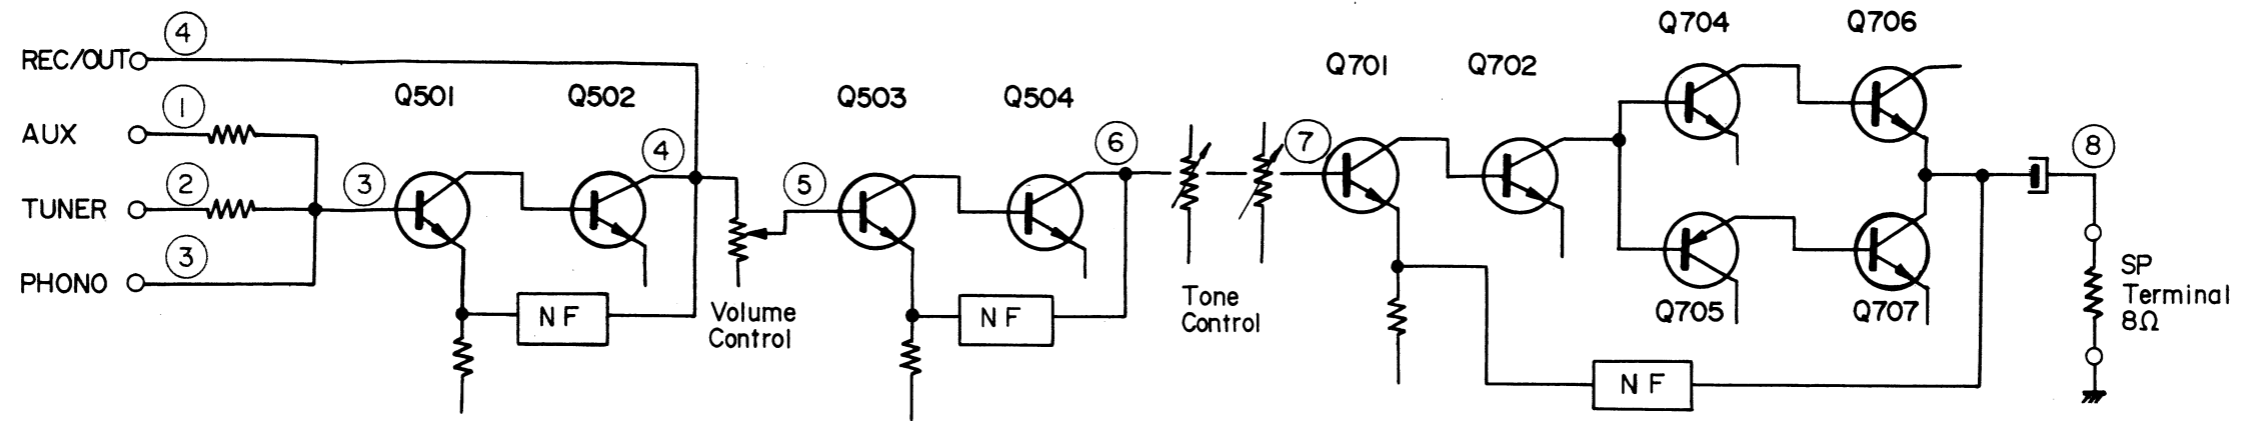 REC/OUT
④
AUX
①
TUNER
②
PHONO
③
③
Q501
Q502
④
NF
Volume
Control
⑤
Q503
Q504
⑥
NF
Tone
Control
⑦
Q701
Q702
Q704
Q706
Q705
Q707
NF
⑧
SP
Terminal
8Ω